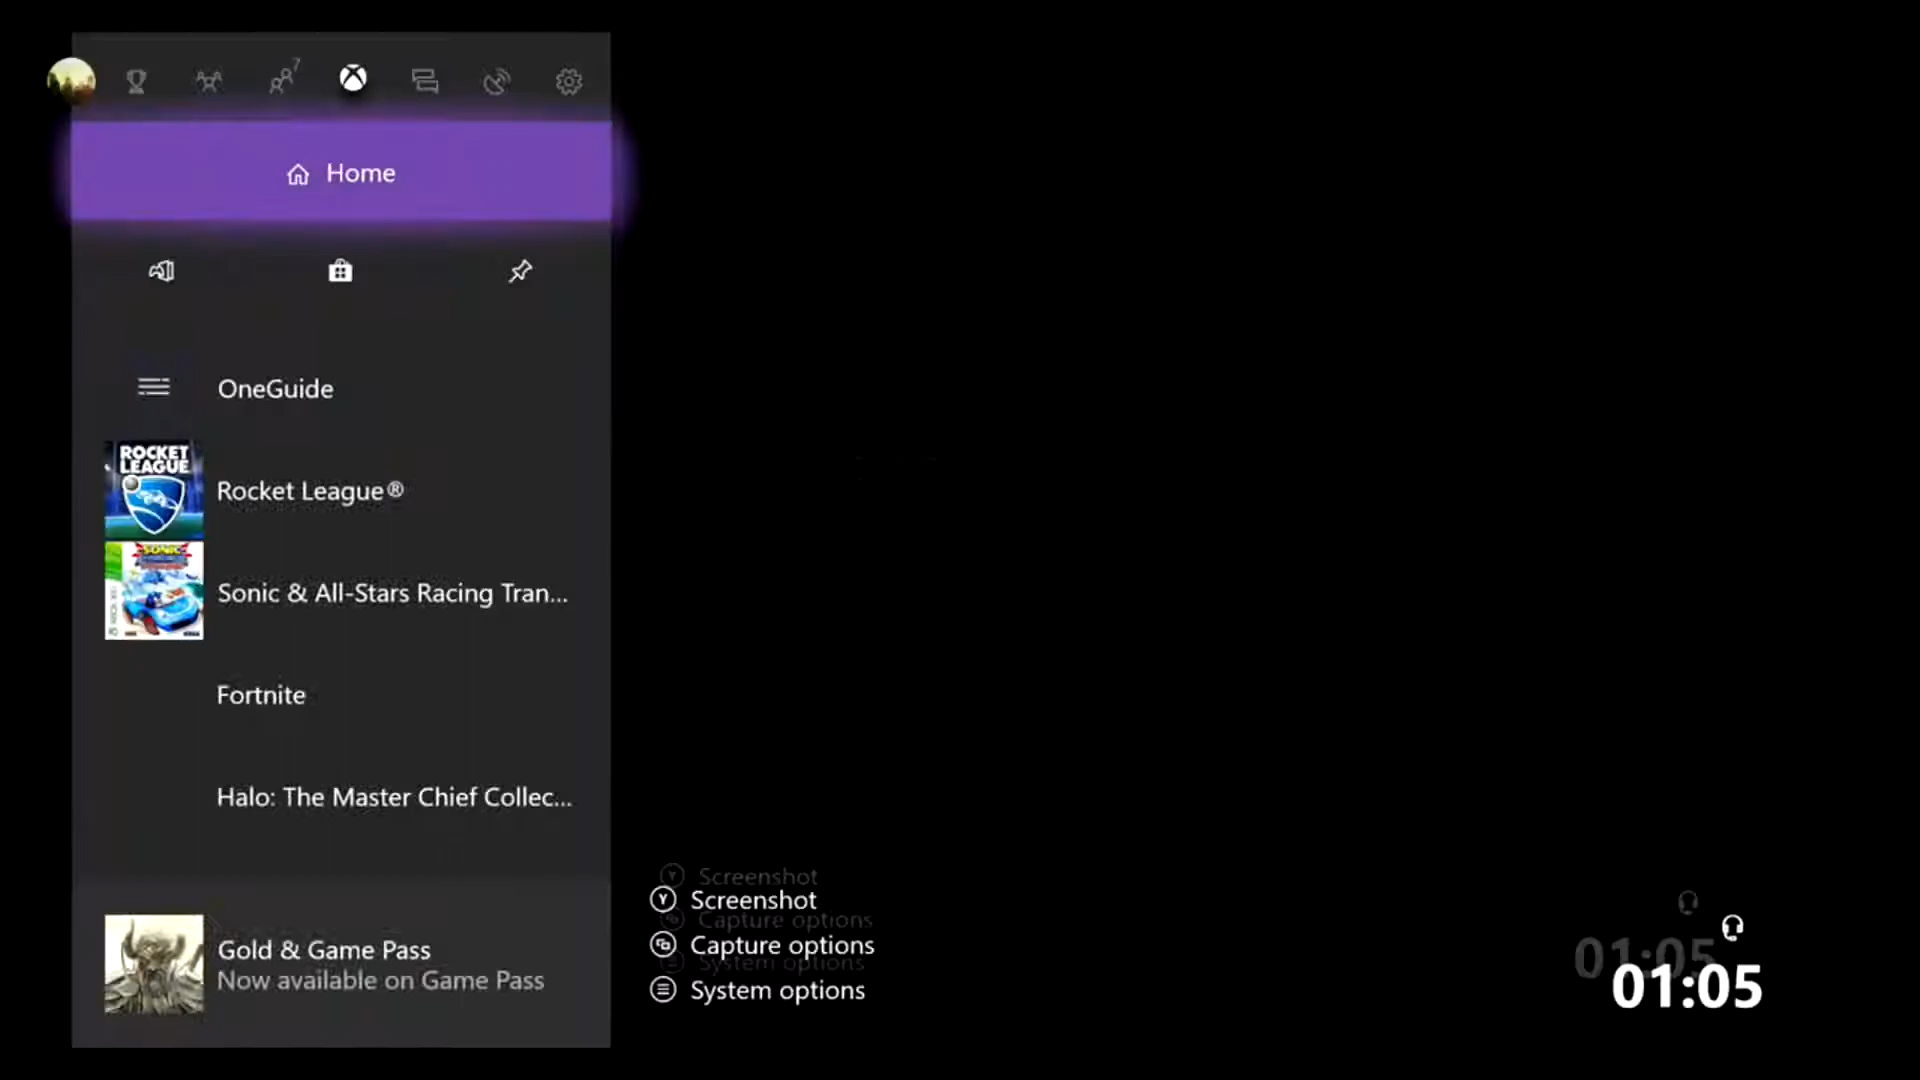 7
Home
OneGuide
ROCKET
LEAGUE
Rocket League®
SONIC
Sonic & All-Stars Racing Tran...
Fortnite
Halo: The Master Chief Collec...
Gold & Game Pass
Now available on Game Pass
Screenshot
Y Screenshot
Capture options
Capture options
System options
System options
01:05
01:05